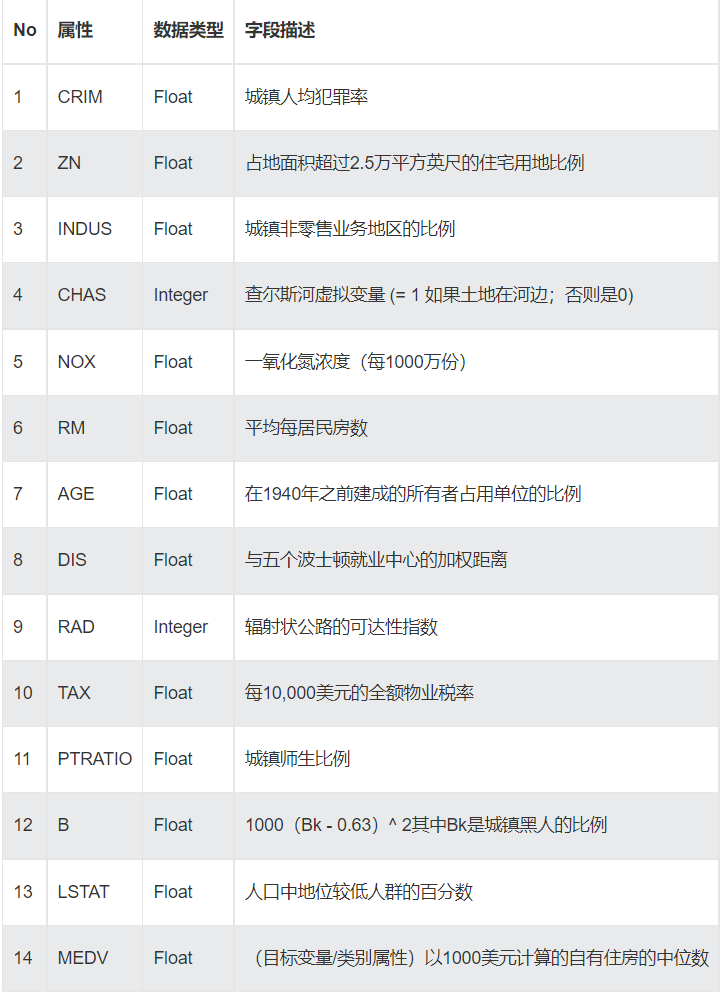 No 属性 数据类型 字段描述
1 CRIM Float 城镇人均犯罪率
2 ZN Float 占地面积超过2.5万平方英尺的住宅用地比例
3 INDUS Float 城镇非零售业务地区的比例
4 CHAS Integer 查尔斯河虚拟变量 (= 1 如果土地在河边；否则是0)
5 NOX Float 一氧化氮浓度（每1000万份）
6 RM Float 平均每居民房数
7 AGE Float 在1940年之前建成的所有者占用单位的比例
8 DIS Float 与五个波士顿就业中心的加权距离
9 RAD Integer 辐射状公路的可达性指数
10 TAX Float 每10,000美元的全额物业税率
11 PTRATIO Float 城镇师生比例
12 B Float 1000（Bk - 0.63）^ 2其中Bk是城镇黑人的比例
13 LSTAT Float 人口中地位较低人群的百分数
14 MEDV Float （目标变量/类别属性）以1000美元计算的自有住房的中位数